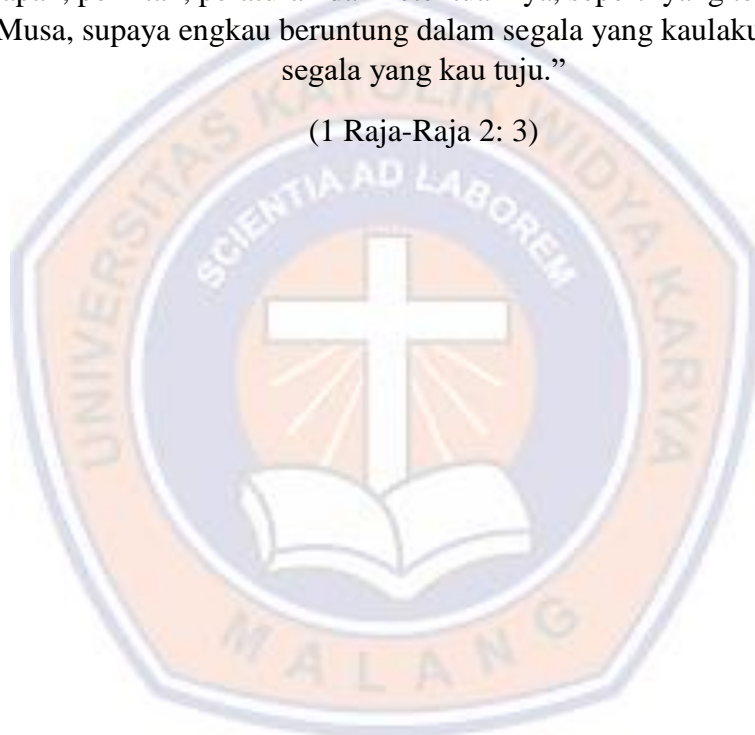 Musa, supaya engkau beruntung dalam segala yang kaulaku
segala yang kau tuju.”
(1 Raja-Raja 2: 3)
UNIVERSITAS KATOLIK WIDYA KARYA
SCIENTIA AD LABOREM
MALANG